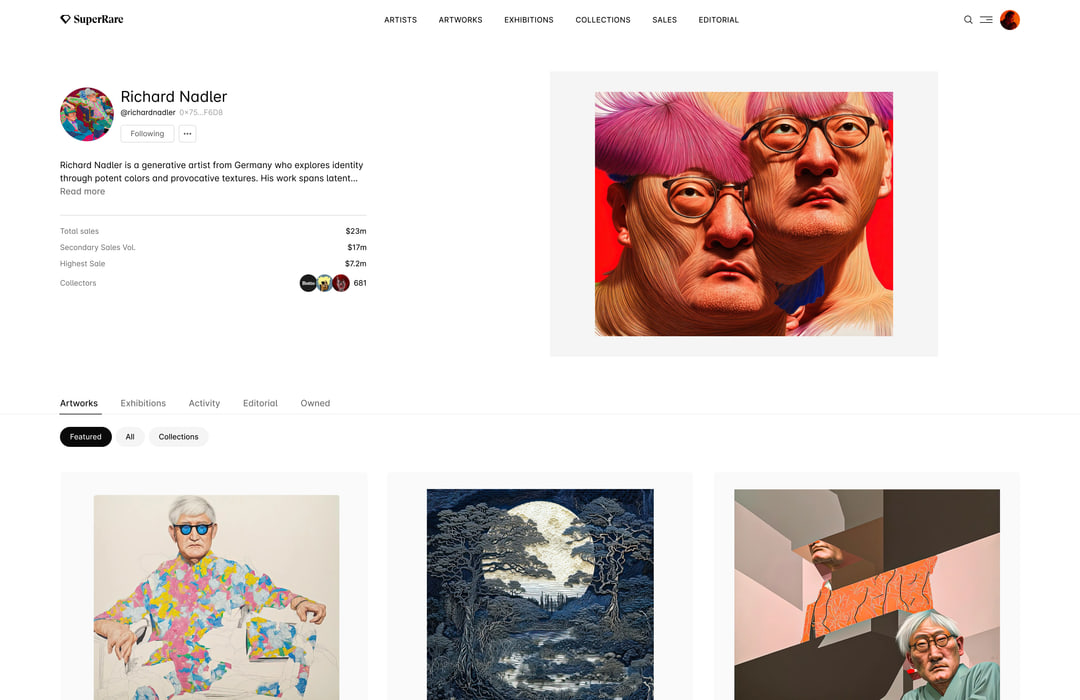 SuperRare
ARTISTS ARTWORKS EXHIBITIONS COLLECTIONS SALES EDITORIAL
Richard Nadler
@richardnadler 0×75...F6D8
Following
Richard Nadler is a generative artist from Germany who explores identity
through potent colors and provocative textures. His work spans latent...
Read more
Total sales $23m
Secondary Sales Vol. $17m
Highest Sale $7.2m
Collectors 681
Artworks Exhibitions Activity Editorial Owned
Featured All Collections